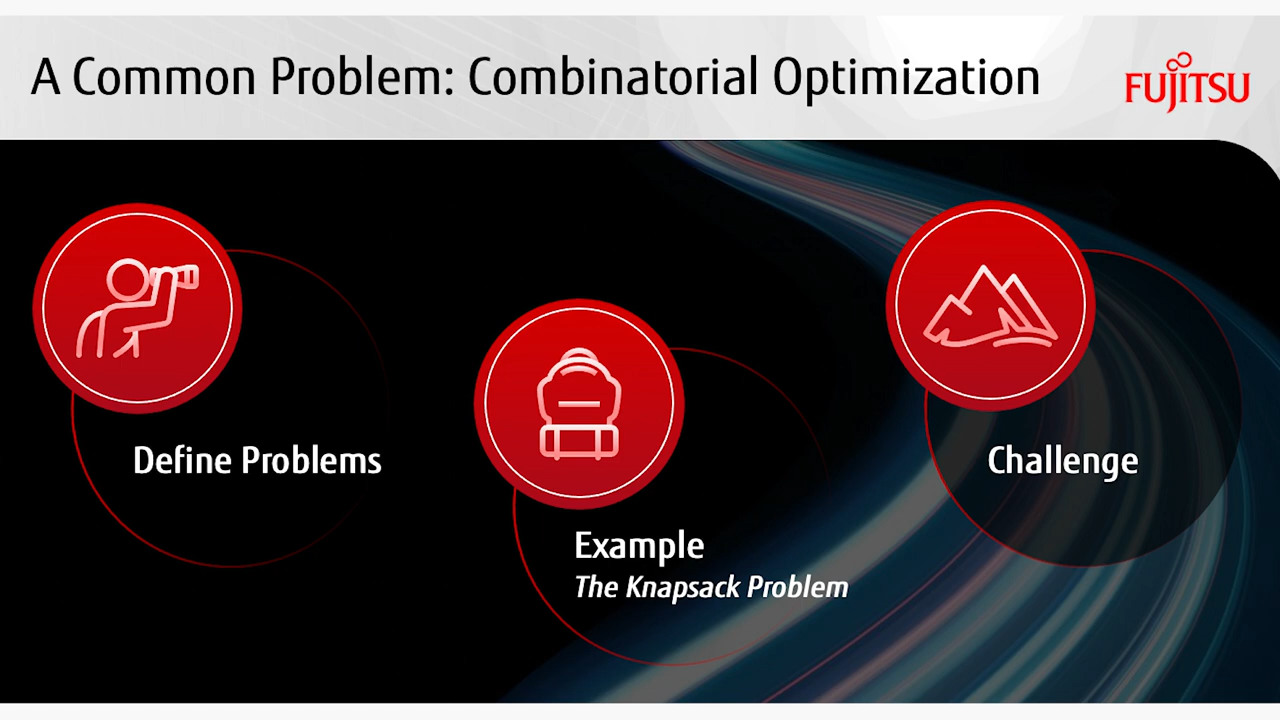 A Common Problem: Combinatorial Optimization
FUJITSU
Define Problems
Example
The Knapsack Problem
Challenge